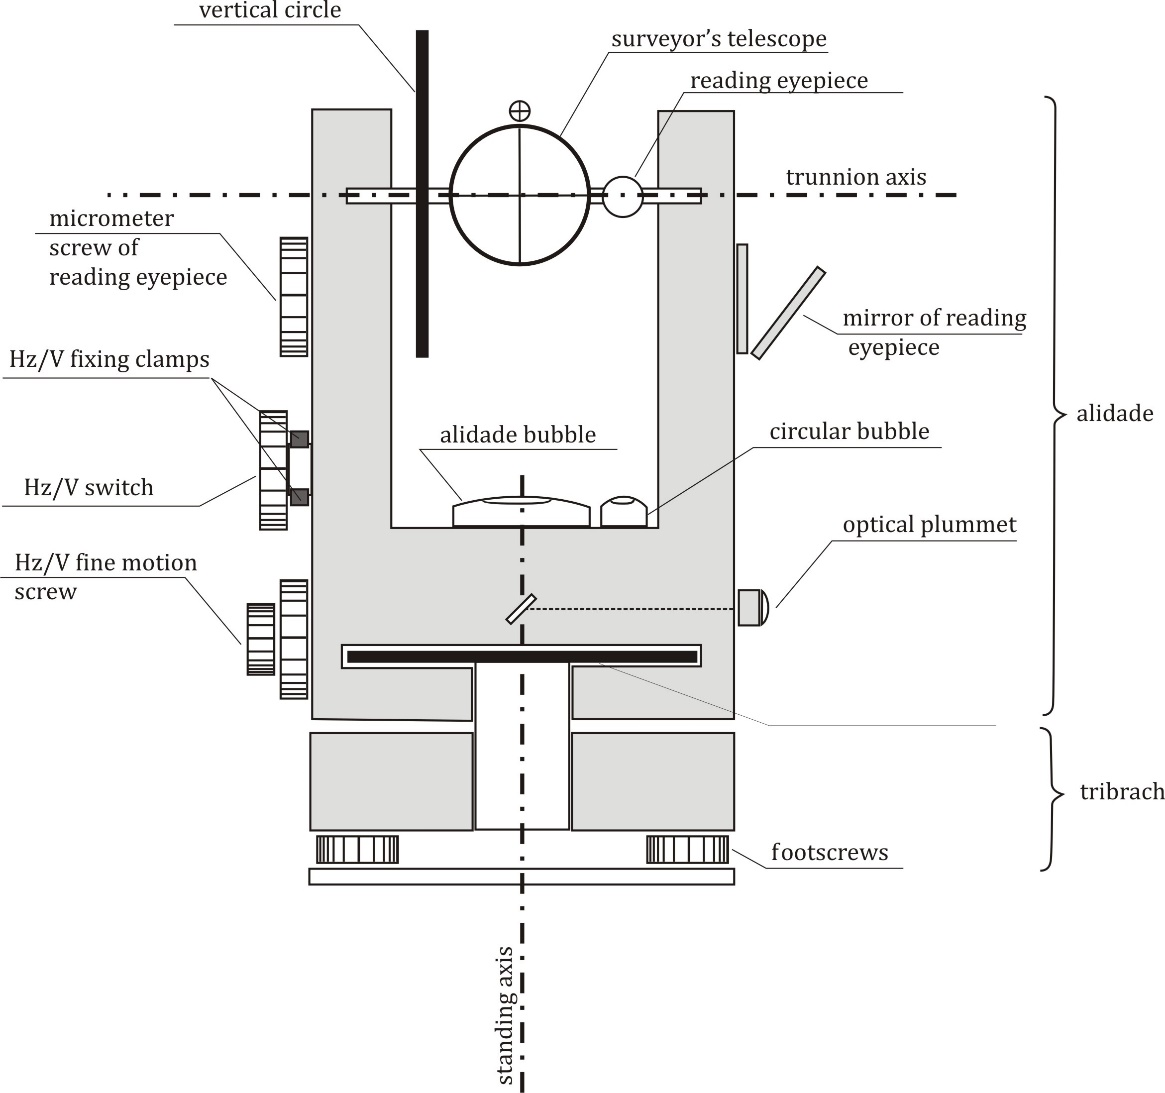 vertical circle
surveyor's telescope
reading eyepiece
trunnion axis
micrometer
screw of
reading eyepiece
mirror of reading
eyepiece
Hz/V fixing clamps
alidade
alidade bubble
circular bubble
Hz/V switch
optical plummet
Hz/V fine motion
screw
tribrach
footscrews
standing axis